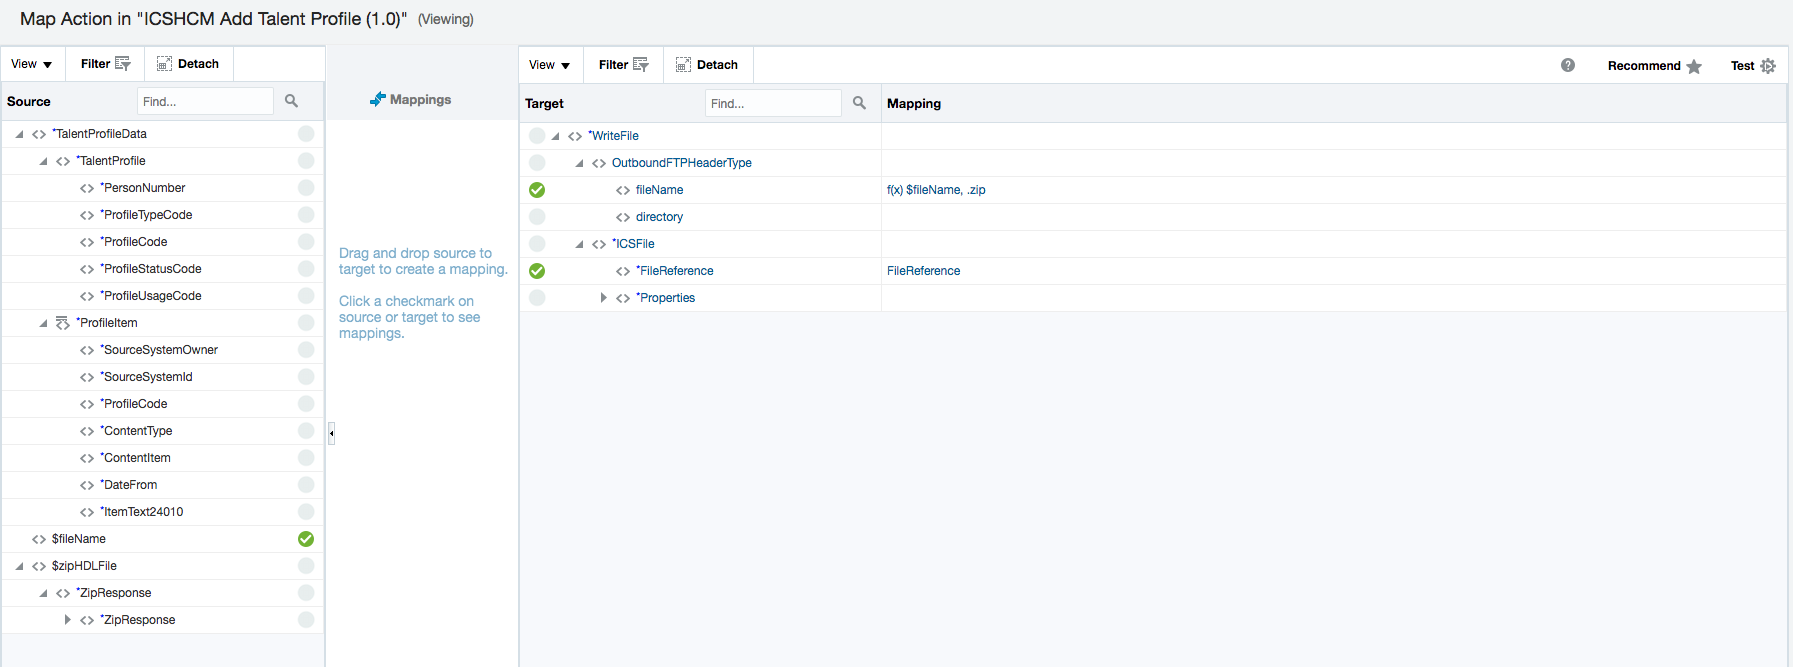 Map Action in "ICSHCM Add Talent Profile (1.0)" (Viewing)
View Filter Detach
Source Find...
*TalentProfileData
*TalentProfile
*PersonNumber
*ProfileTypeCode
*ProfileCode
*ProfileStatusCode
*ProfileUsageCode
*ProfileItem
*SourceSystemOwner
*SourceSystemId
*ProfileCode
*ContentType
*ContentItem
*DateFrom
*ItemText24010
$fileName
$zipHDLFile
*ZipResponse
*ZipResponse
Mappings
Drag and drop source to
target to create a mapping.
Click a checkmark on
source or target to see
mappings.
View Filter Detach ? Recommend Test
Target Find... Mapping
*WriteFile
OutboundFTPHeaderType
fileName f(x) $fileName, .zip
directory
*ICSFile
*FileReference FileReference
*Properties